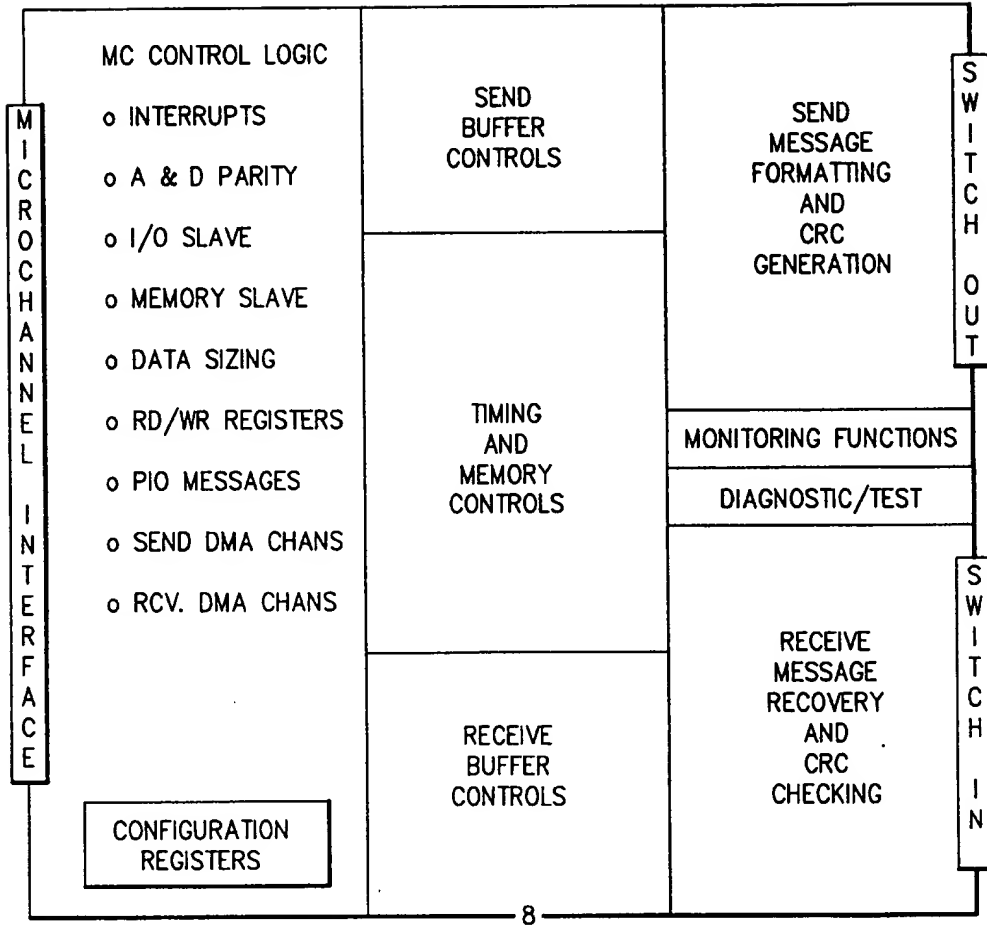 MICROCHANNEL INTERFACE
MC CONTROL LOGIC
o INTERRUPTS
o A & D PARITY
o I/O SLAVE
o MEMORY SLAVE
o DATA SIZING
o RD/WR REGISTERS
o PIO MESSAGES
o SEND DMA CHANS
o RCV. DMA CHANS
CONFIGURATION
REGISTERS
SEND
BUFFER
CONTROLS
TIMING
AND
MEMORY
CONTROLS
RECEIVE
BUFFER
CONTROLS
SEND
MESSAGE
FORMATTING
AND
CRC
GENERATION
MONITORING FUNCTIONS
DIAGNOSTIC/TEST
RECEIVE
MESSAGE
RECOVERY
AND
CRC
CHECKING
SWITCH OUT
SWITCH IN
8